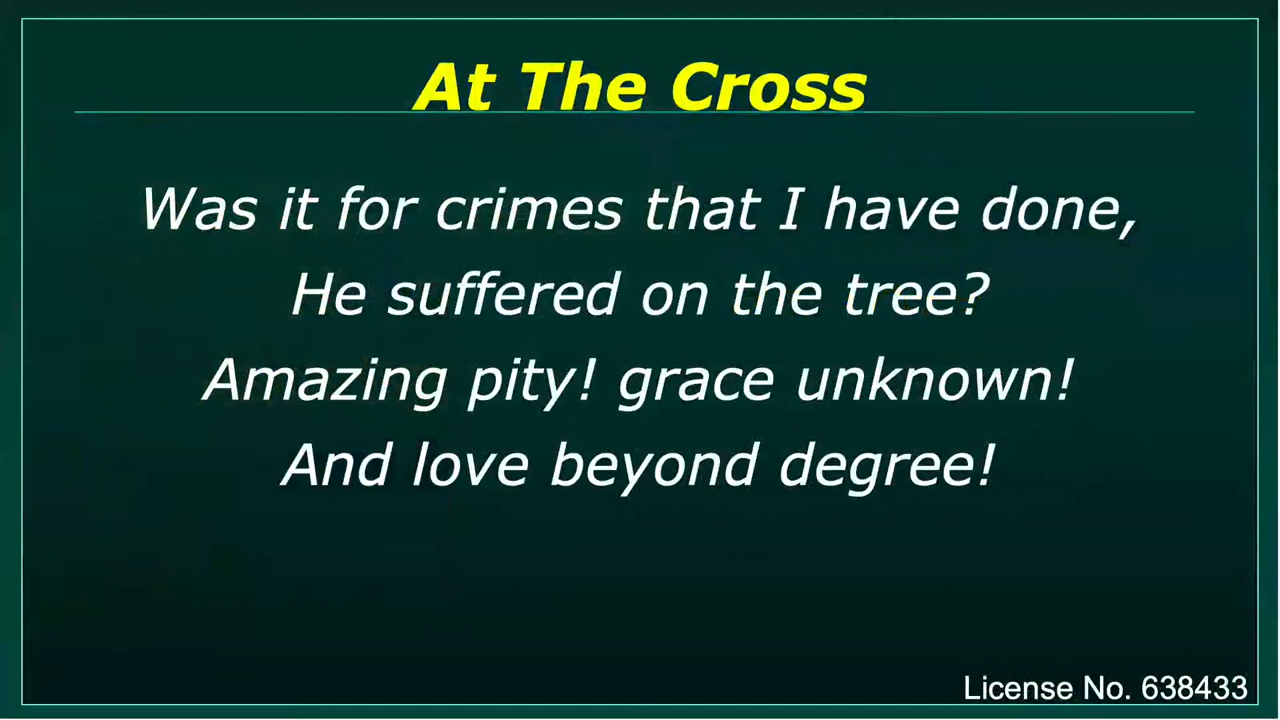 At The Cross
Was it for crimes that I have done,
He suffered on the tree?
Amazing pity! grace unknown!
And love beyond degree!
License No. 638433